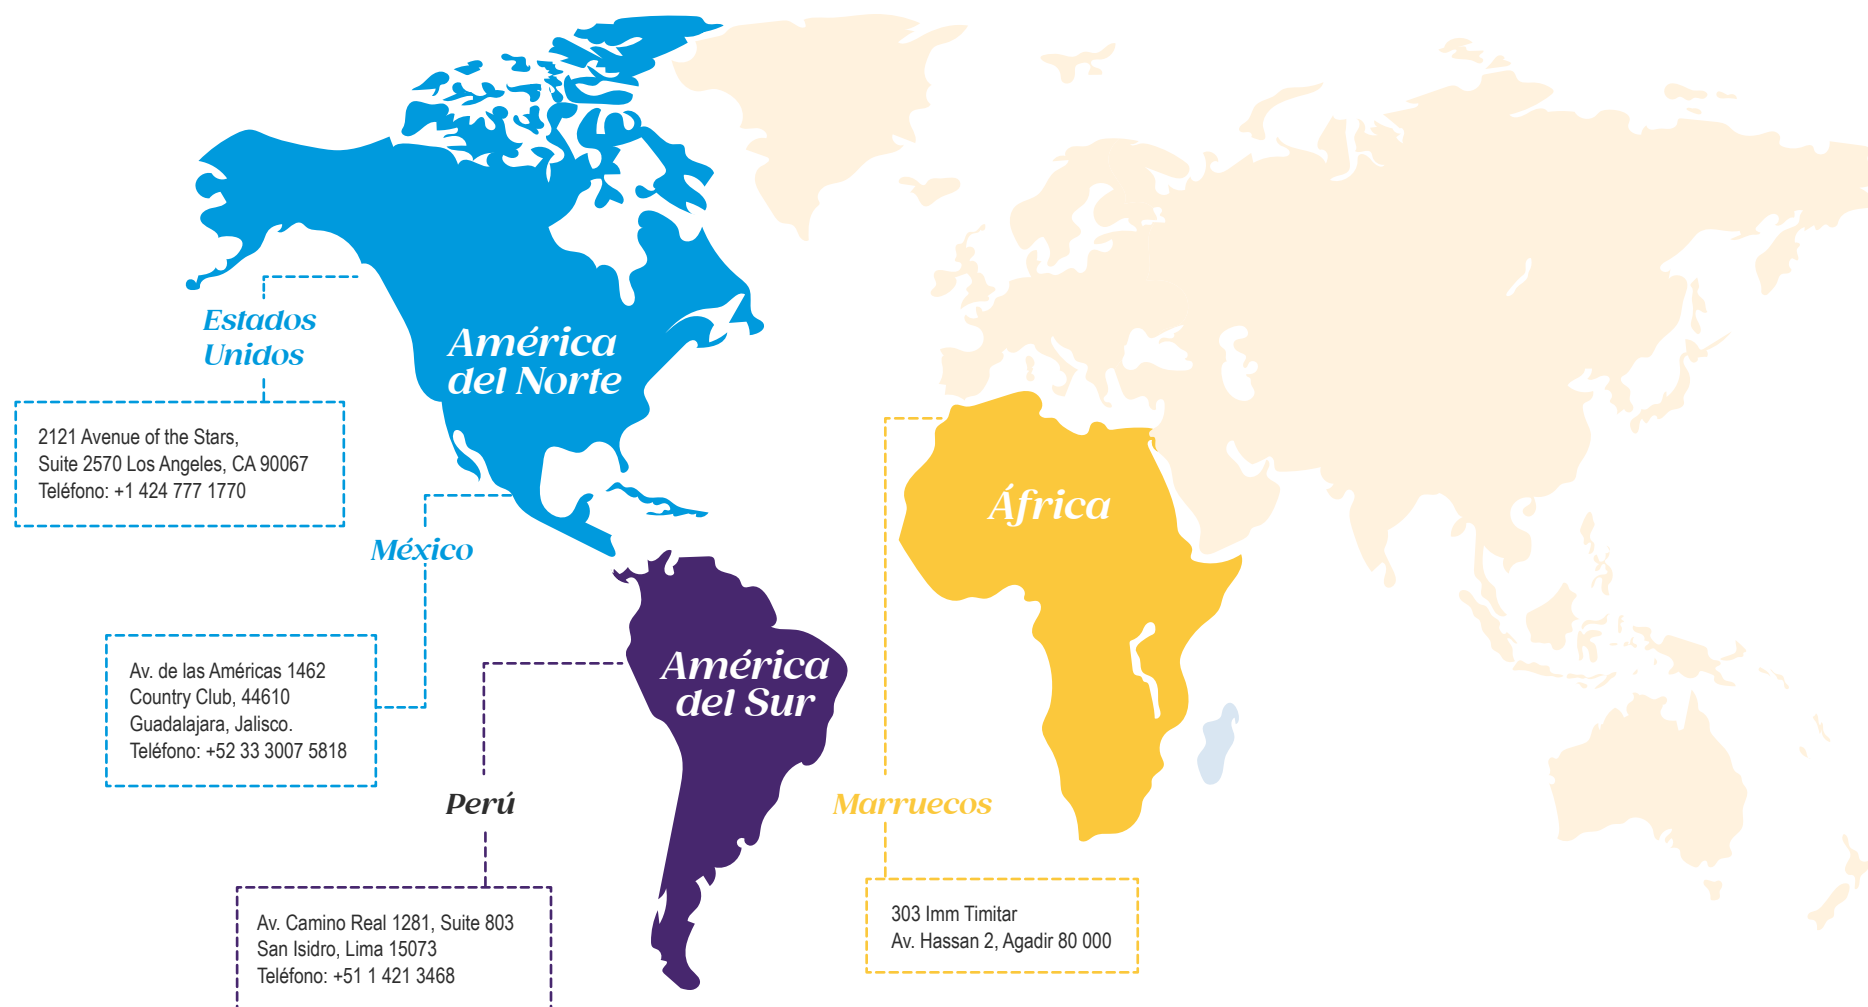 Estados
Unidos
América
del Norte
2121 Avenue of the Stars,
Suite 2570 Los Angeles, CA 90067
Teléfono: +1 424 777 1770
México
África
Av. de las Américas 1462
Country Club, 44610
Guadalajara, Jalisco.
Teléfono: +52 33 3007 5818
América
del Sur
Perú
Marruecos
Av. Camino Real 1281, Suite 803
San Isidro, Lima 15073
Teléfono: +51 1 421 3468
303 Imm Timitar
Av. Hassan 2, Agadir 80 000